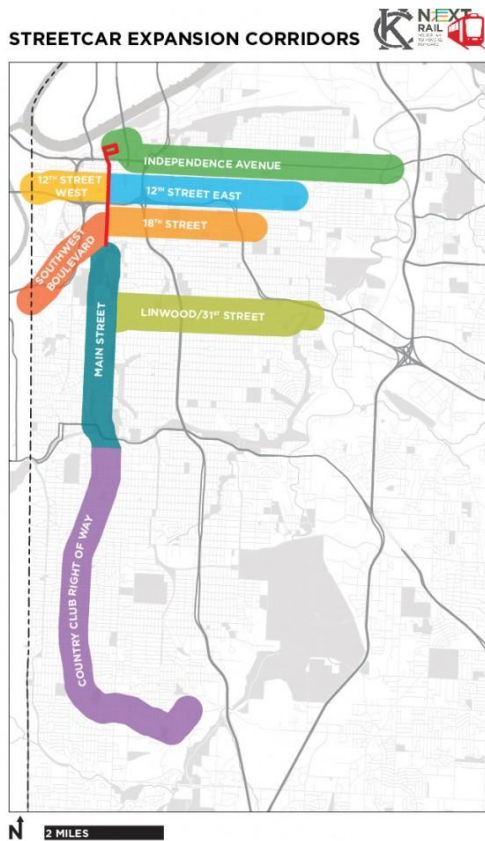 STREETCAR EXPANSION CORRIDORS
KC
NEXT
RAIL
INDEPENDENCE AVENUE
12TH STREET
WEST
12TH STREET EAST
18TH STREET
SOUTHWEST
BOULEVARD
LINWOOD/31ST STREET
MAIN STREET
COUNTRY CLUB RIGHT OF WAY
N
2 MILES